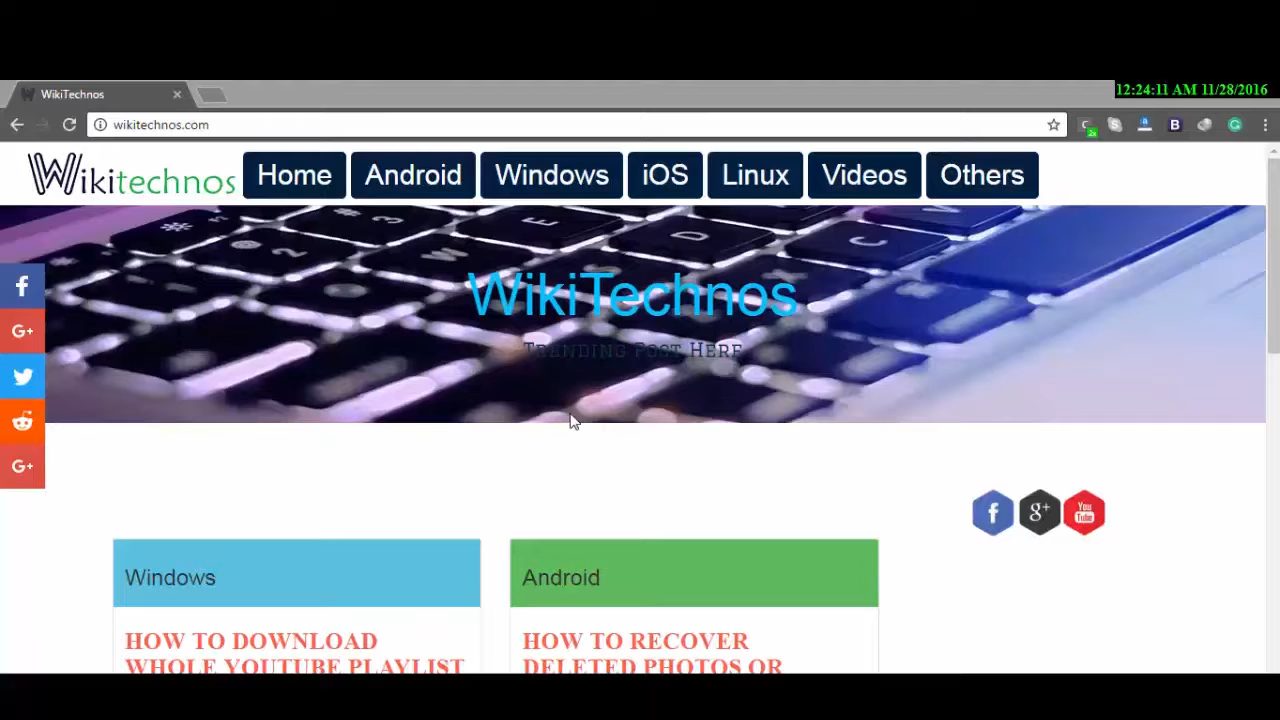 12:24:11 AM 11/28/2016
WikiTechnos
wikitechnos.com
Wikitechnos
Home
Android
Windows
iOS
Linux
Videos
Others
WikiTechnos
Trending Post Here
Windows
Android
HOW TO DOWNLOAD
WHOLE YOUTUBE PLAYLIST
HOW TO RECOVER
DELETED PHOTOS OR